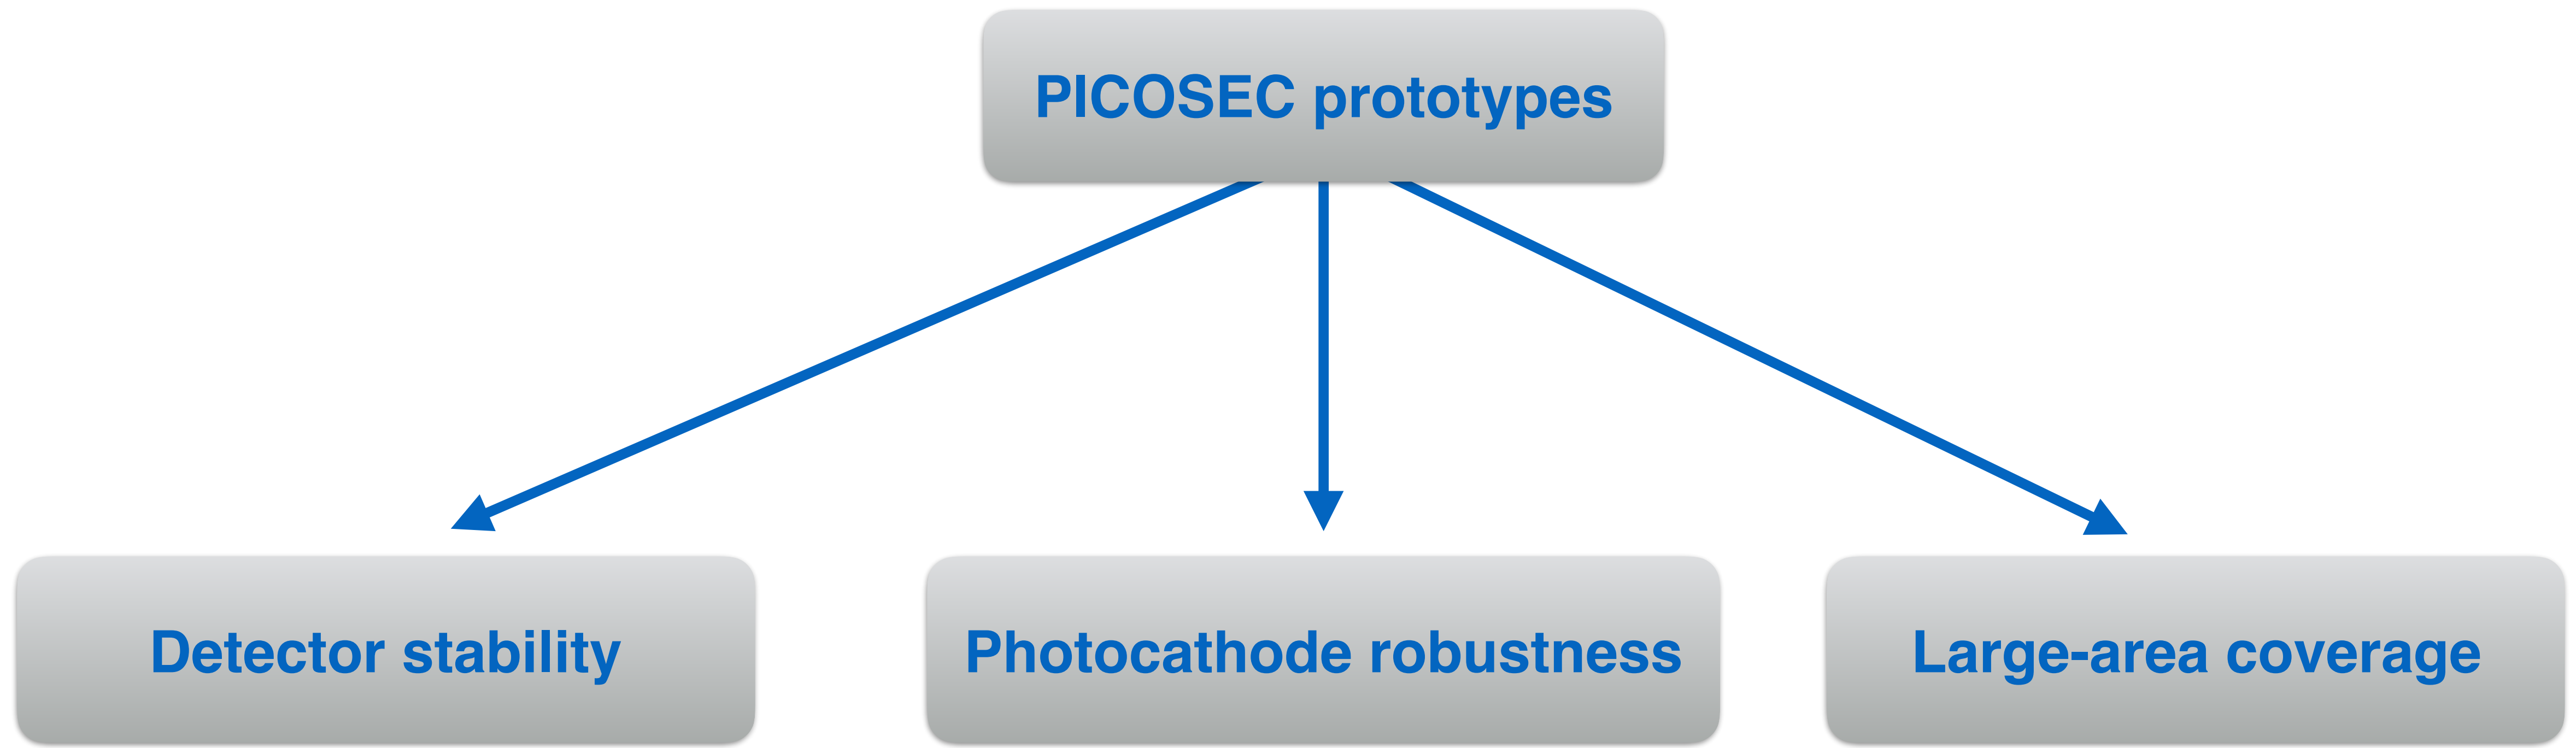 PICOSEC prototypes
Detector stability
Photocathode robustness
Large-area coverage